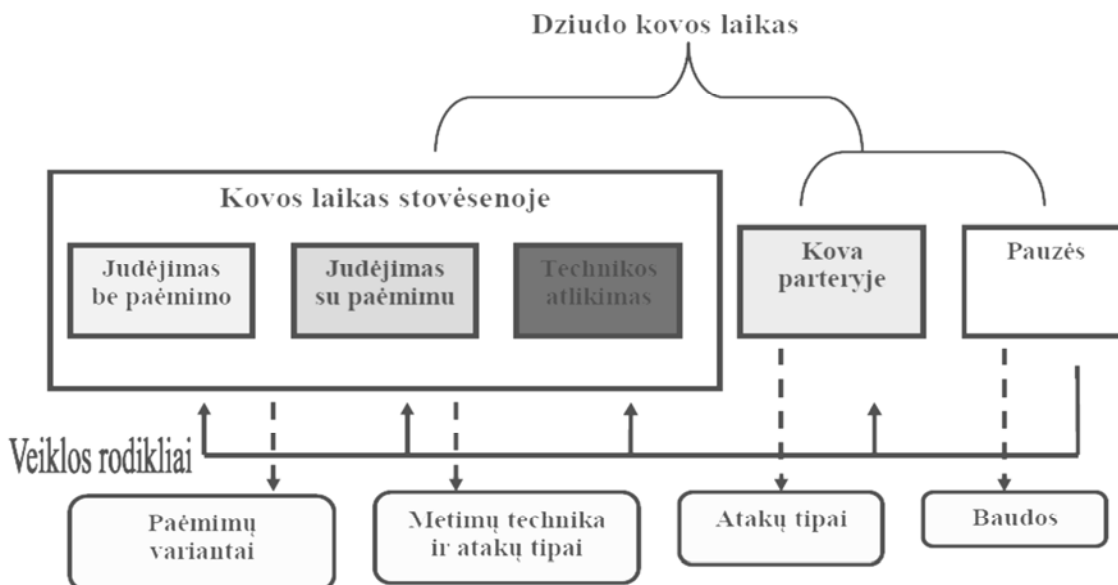 Dziudo kovos laikas
Kovos laikas stovėsenoje
Judėjimas
be paėmimo
Judėjimas
su paėmimu
Technikos
atlikimas
Kova
parteryje
Pauzės
Veiklos rodikliai
Paėmimų
variantai
Metimų technika
ir atakų tipai
Atakų tipai
Baudos